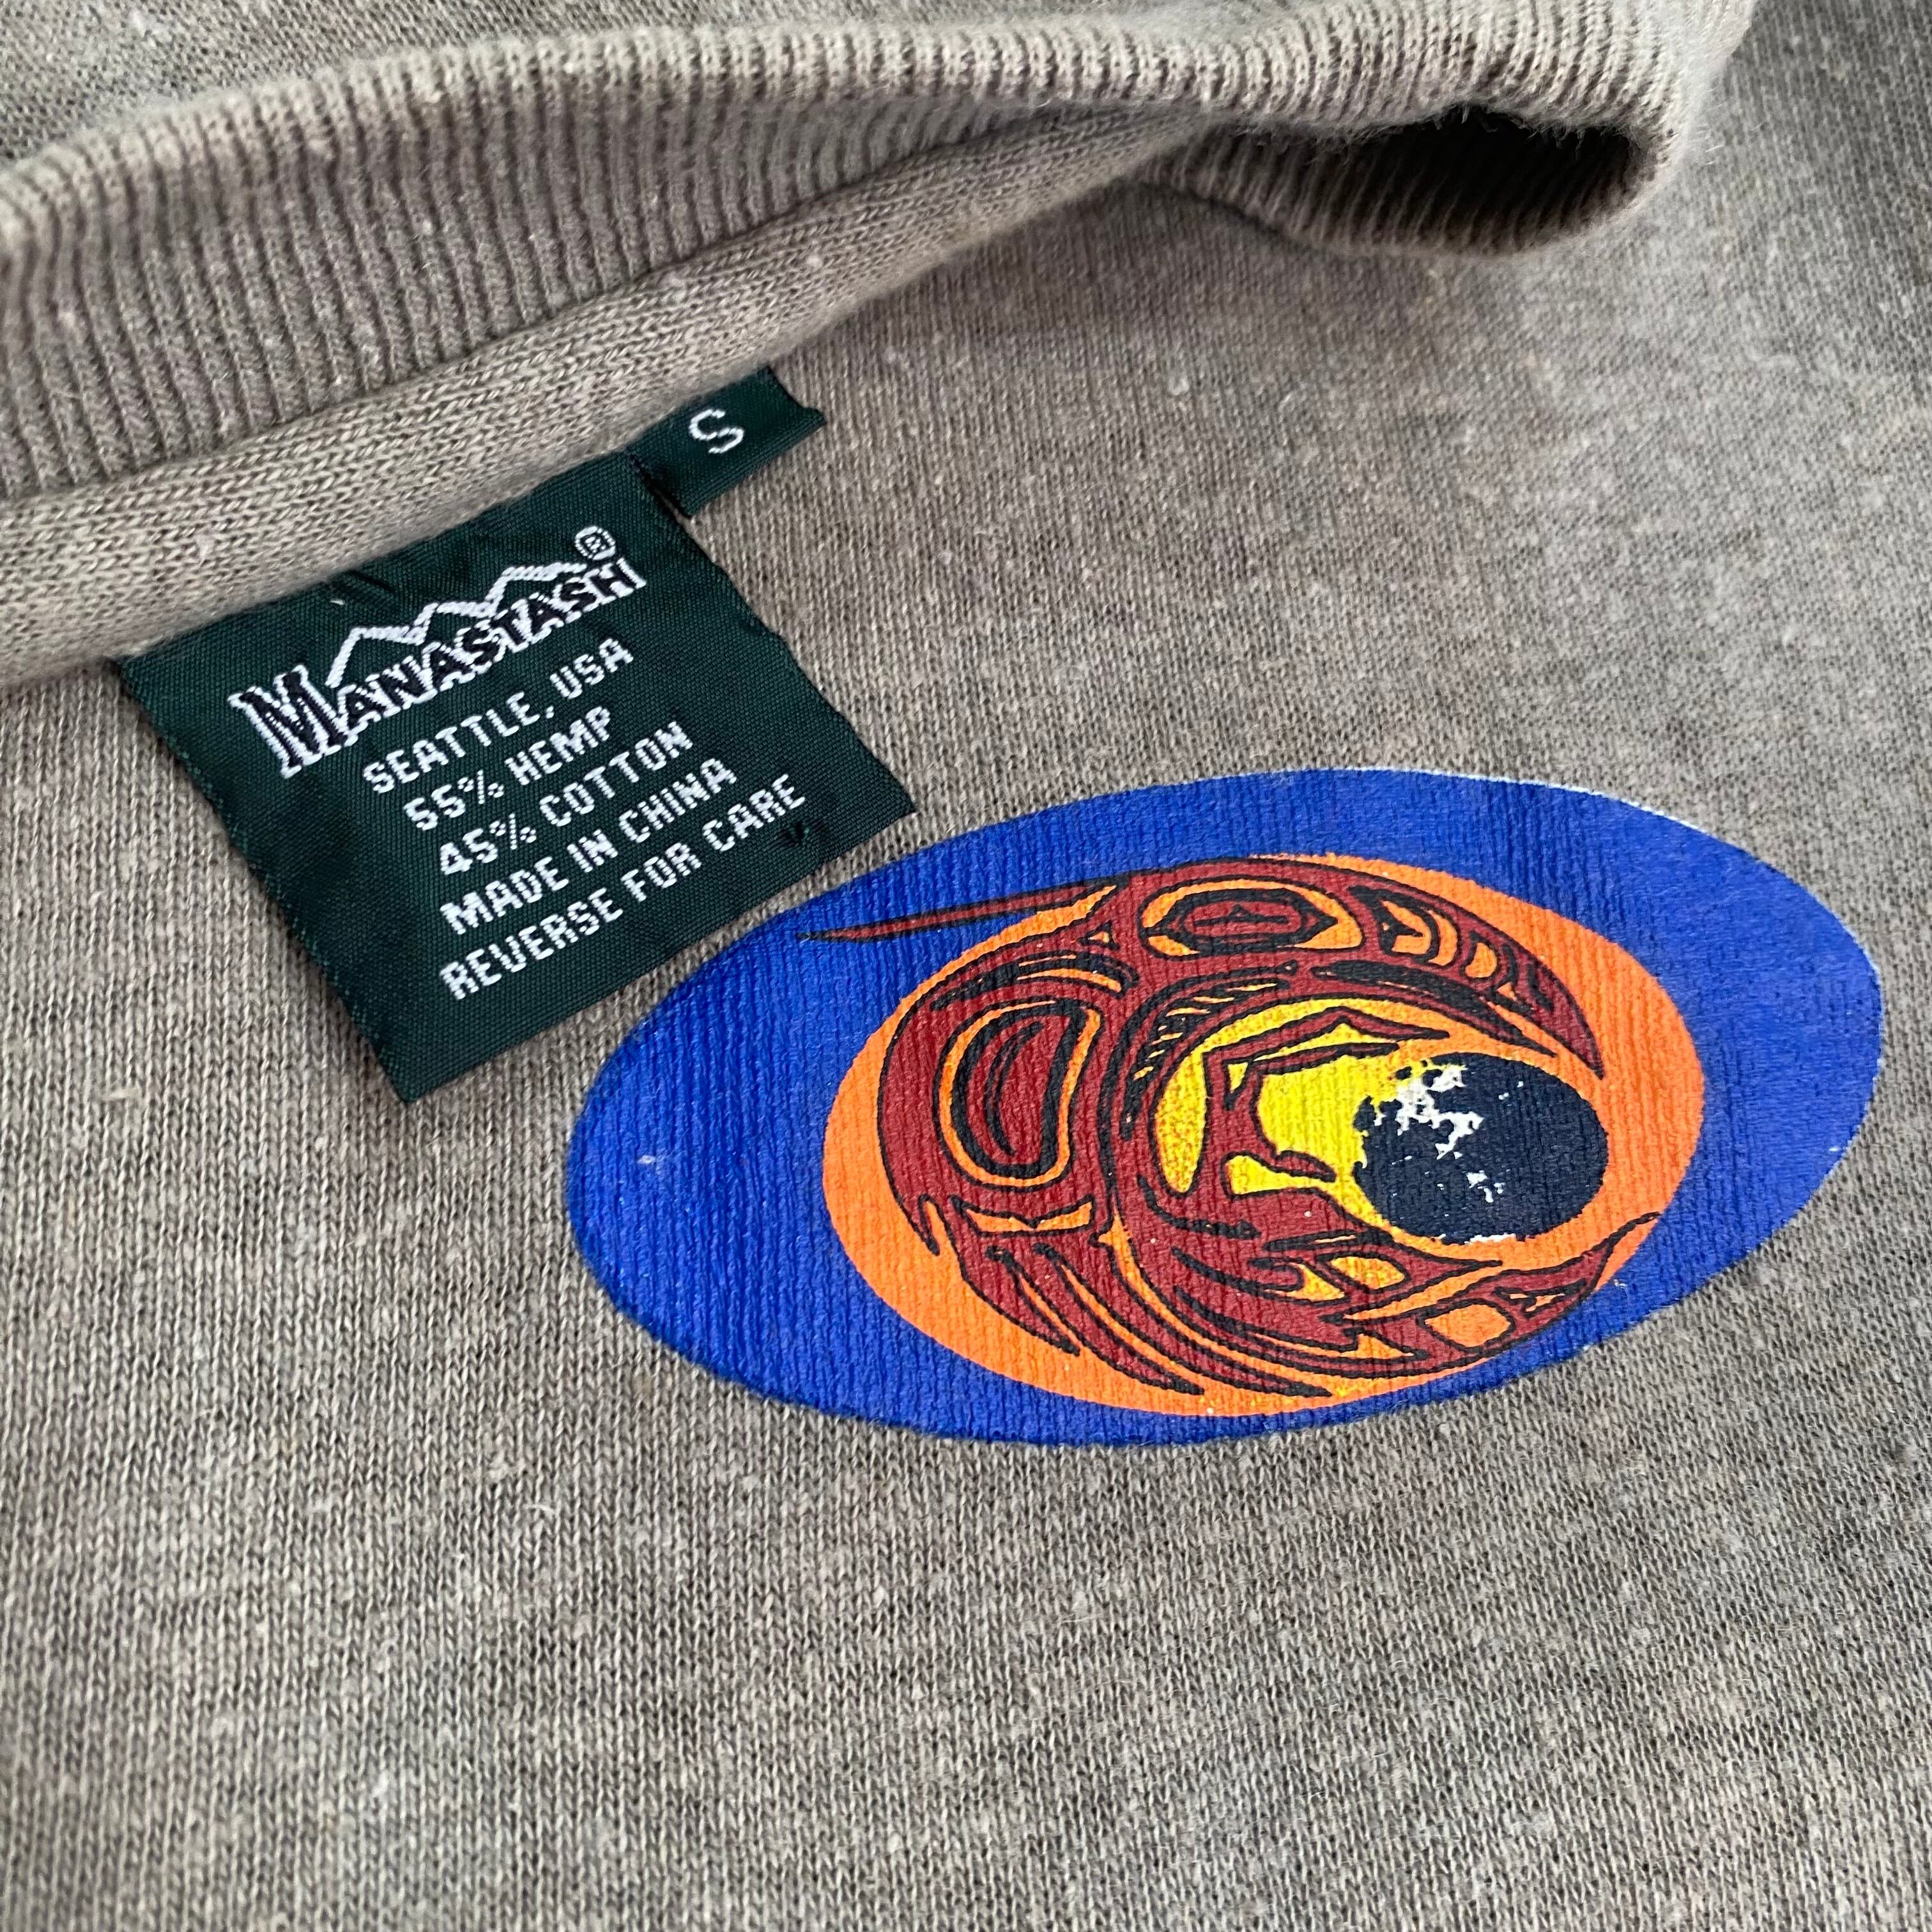 S
MANASTASH®
SEATTLE, USA
55% HEMP
45% COTTON
MADE IN CHINA
REVERSE FOR CARE